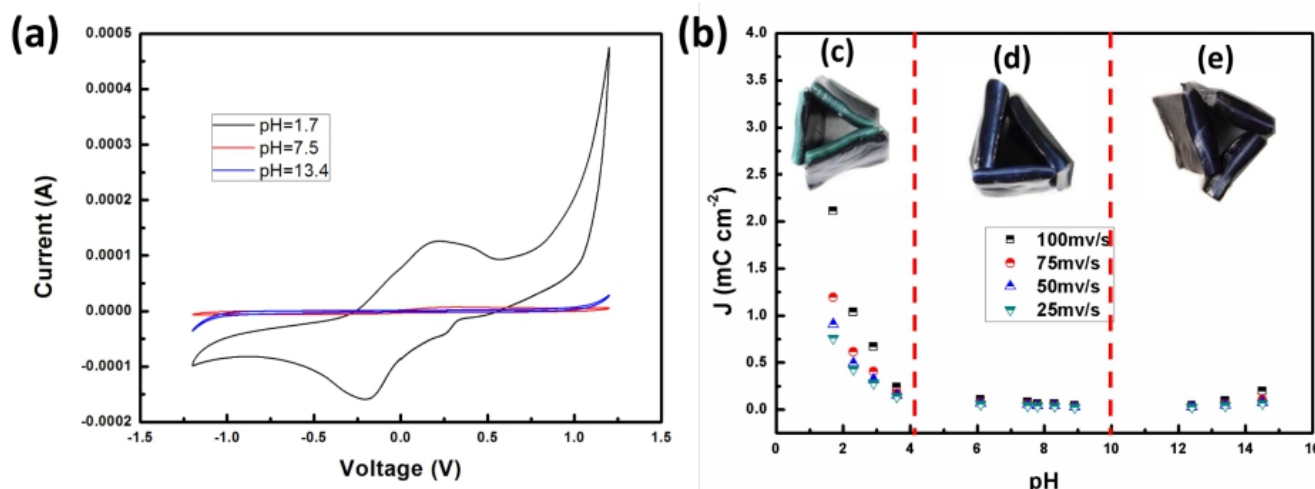 (a)
0.0005
0.0004
0.0003
0.0002
0.0001
0.0000
-0.0001
-0.0002
Current (A)
pH=1.7
pH=7.5
pH=13.4
-1.5 -1.0 -0.5 0.0 0.5 1.0 1.5
Voltage (V)
(b)
(c) (d) (e)
4.0
3.5
3.0
2.5
2.0
1.5
1.0
0.5
0.0
J (mC cm-2)
100mv/s
75mv/s
50mv/s
25mv/s
0 2 4 6 8 10 12 14 16
pH